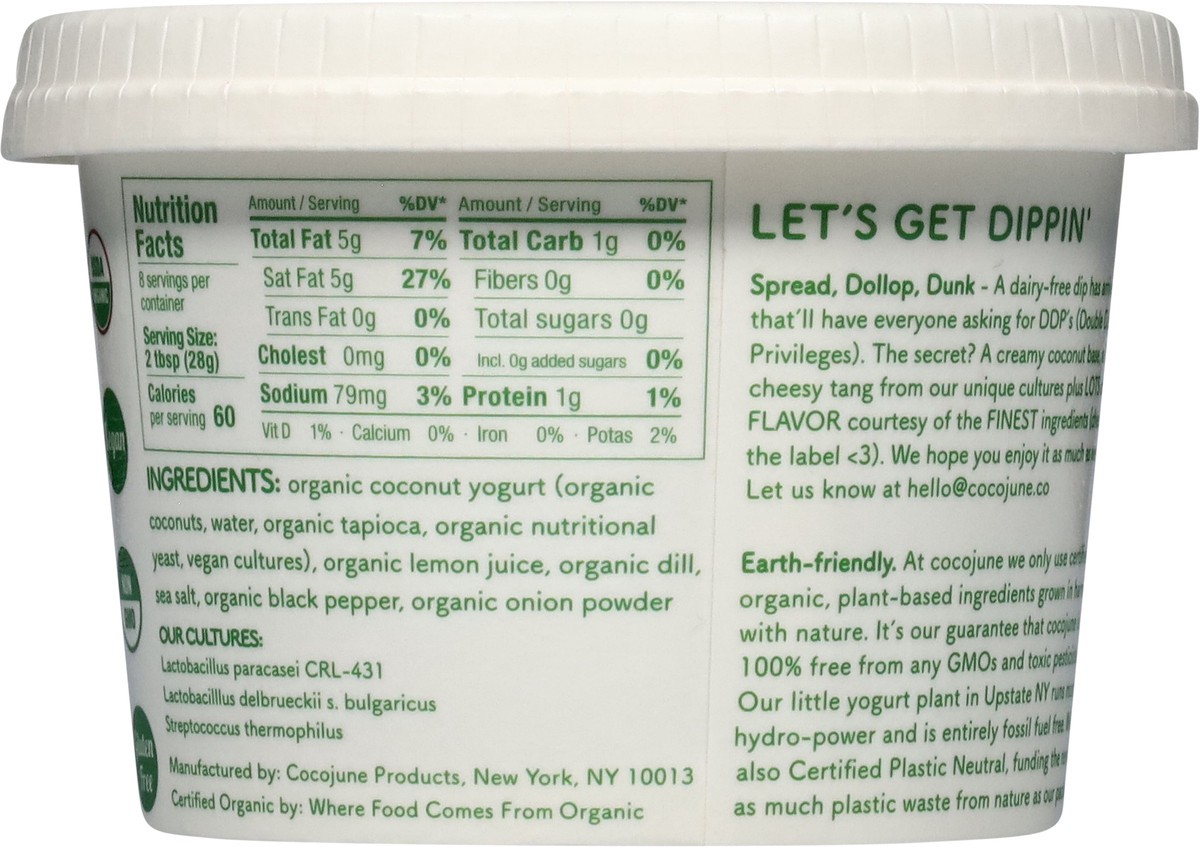 Nutrition
Facts
8 servings per
container
Serving Size:
2 tbsp (28g)
Calories
per serving 60
Amount / Serving %DV* Amount / Serving %DV*
Total Fat 5g 7% Total Carb 1g 0%
Sat Fat 5g 27% Fibers 0g 0%
Trans Fat 0g 0% Total sugars 0g
Cholest 0mg 0% Incl. 0g added sugars 0%
Sodium 79mg 3% Protein 1g 1%
Vit D 1% · Calcium 0% · Iron 0% · Potas 2%
INGREDIENTS: organic coconut yogurt (organic
coconuts, water, organic tapioca, organic nutritional
yeast, vegan cultures), organic lemon juice, organic dill,
sea salt, organic black pepper, organic onion powder
OUR CULTURES:
Lactobacillus paracasei CRL-431
Lactobacilllus delbrueckii s. bulgaricus
Streptococcus thermophilus
Manufactured by: Cocojune Products, New York, NY 10013
Certified Organic by: Where Food Comes From Organic
NON
GMO
Free
LET'S GET DIPPIN'
Spread, Dollop, Dunk - A dairy-free dip has
that'll have everyone asking for DDP's (Double
Privileges). The secret? A creamy coconut base,
cheesy tang from our unique cultures plus LOTS
FLAVOR courtesy of the FINEST ingredients
the label <3). We hope you enjoy it as much
Let us know at hello@cocojune.co
Earth-friendly. At cocojune we only use
organic, plant-based ingredients grown in
with nature. It's our guarantee that cocojune
100% free from any GMOs and toxic
Our little yogurt plant in Upstate NY runs
hydro-power and is entirely fossil fuel free.
also Certified Plastic Neutral, funding the
as much plastic waste from nature as our